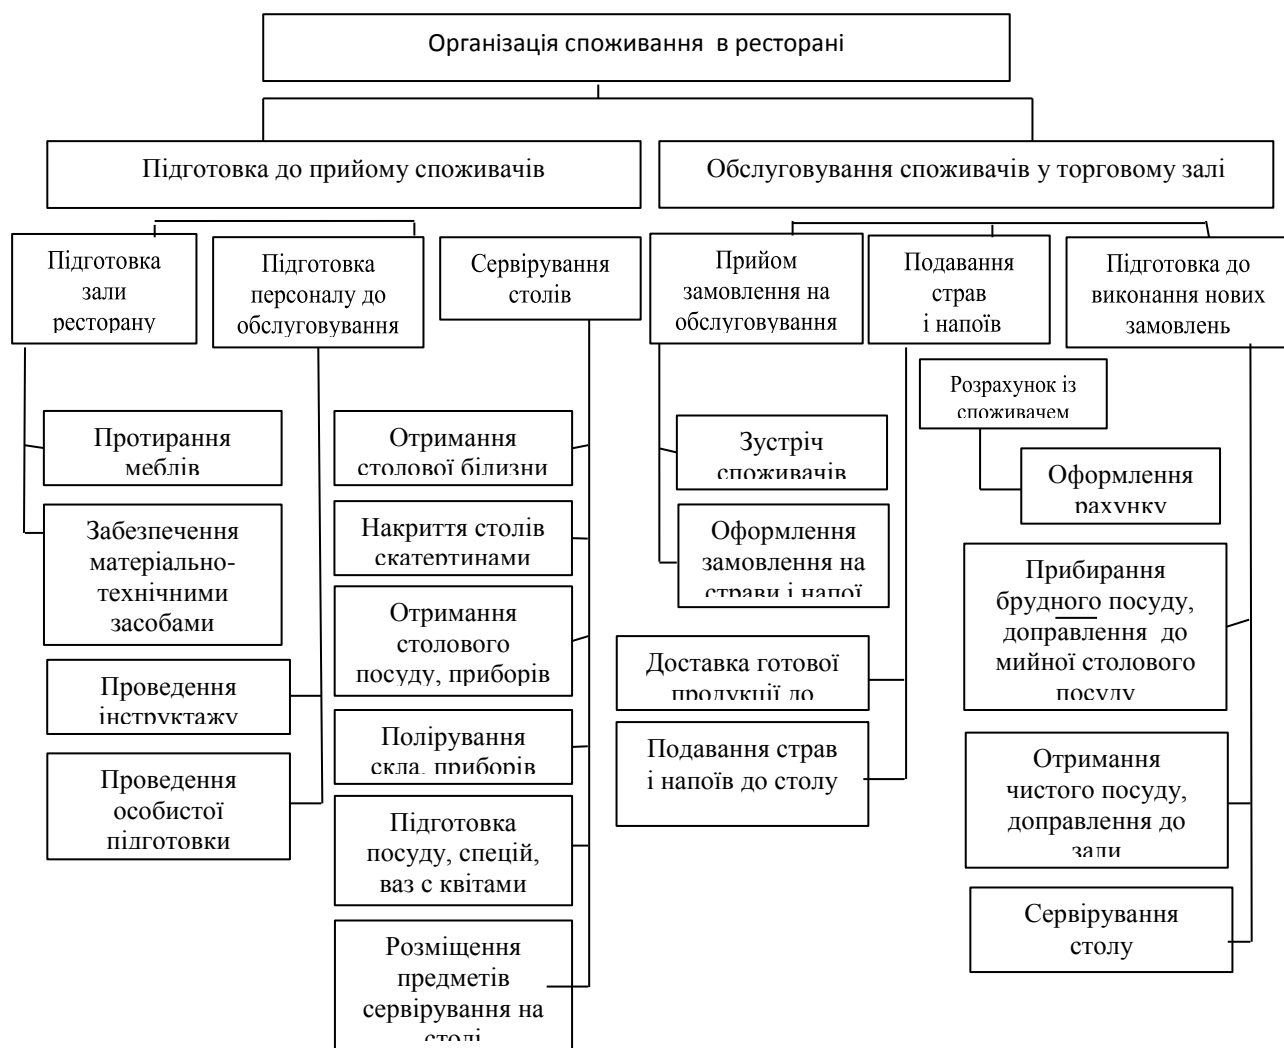 Організація споживання в ресторані
Підготовка до прийому споживачів
Обслуговування споживачів у торговому залі
Підготовка
зали
ресторану
Підготовка
персоналу до
обслуговування
Сервірування
столів
Прийом
замовлення на
обслуговування
Подавання
страв
і напоїв
Підготовка до
виконання нових
замовлень
Розрахунок із
споживачем
Протирання
меблів
Отримання
столової білизни
Зустріч
споживачів
Оформлення
рахунку
Забезпечення
матеріально-
технічними
засобами
Накриття столів
скатертинами
Оформлення
замовлення на
страви і напої
Прибирання
брудного посуду,
доправлення до
мийної столового
посуду
Отримання
столового
посуду, приборів
Проведення
інструктажу
Доставка готової
продукції до
Полірування
скла, приборів
Подавання страв
і напоїв до столу
Отримання
чистого посуду,
доправлення до
зали
Проведення
особистої
підготовки
Підготовка
посуду, спецій,
ваз с квітами
Сервірування
столу
Розміщення
предметів
сервірування на
столі